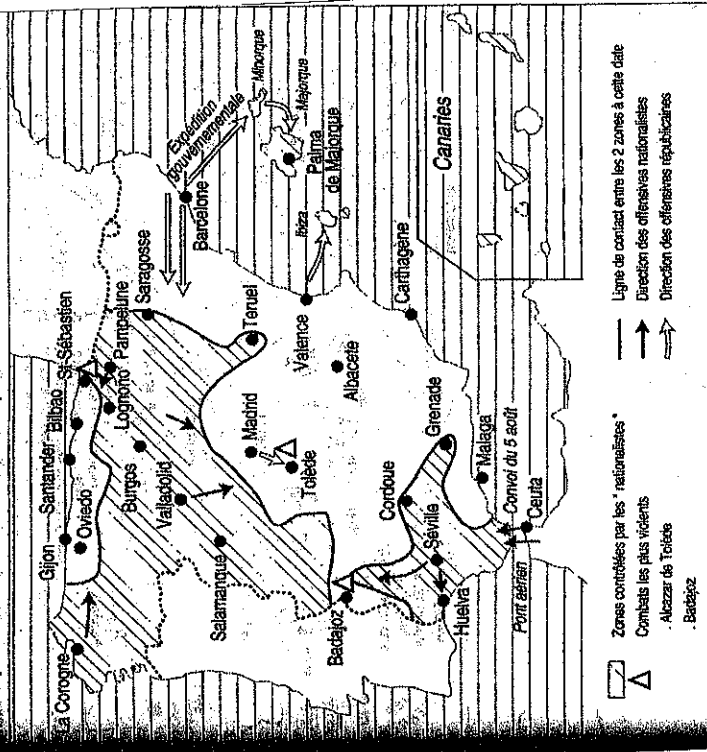 La Corogne
Gijon
Santander
Bilbao
St-Sébastien
Oviedo
Pampelune
Logrono
Burgos
Saragosse
Valladolid
Salamanque
Barcelone
Expédition
gouvernementale
Minorque
Majorque
Palma
de Majorque
Ibiza
Teruel
Madrid
Tolède
Valence
Albacete
Badajoz
Cordoue
Séville
Grenade
Huelva
Malaga
Carthagène
Canaries
Pont aérien
Convoi du 5 août
Ceuta
Zones contrôlées par les "nationalistes"
Combats les plus violents
. Alcazar de Tolède
. Badajoz
Ligne de contact entre les 2 zones à cette date
Direction des offensives nationalistes
Direction des offensives républicaines